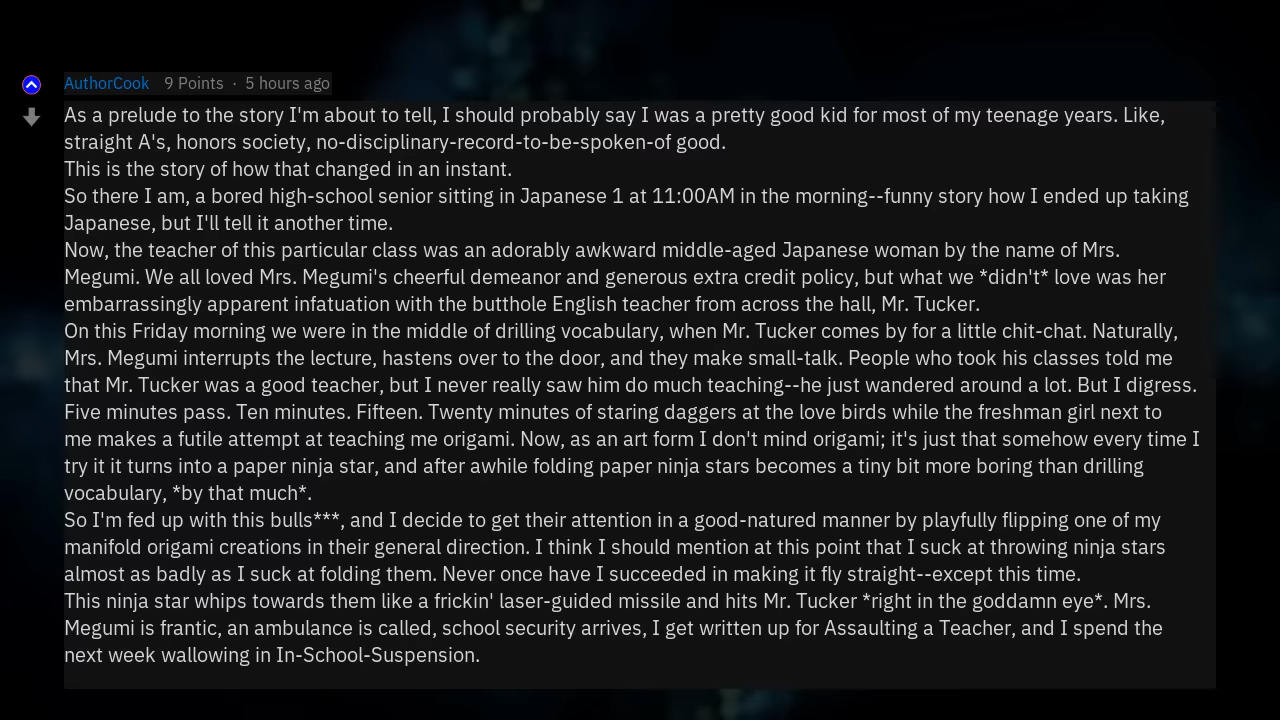 AuthorCook 9 Points · 5 hours ago
As a prelude to the story I'm about to tell, I should probably say I was a pretty good kid for most of my teenage years. Like,
straight A's, honors society, no-disciplinary-record-to-be-spoken-of good.
This is the story of how that changed in an instant.
So there I am, a bored high-school senior sitting in Japanese 1 at 11:00AM in the morning--funny story how I ended up taking
Japanese, but I'll tell it another time.
Now, the teacher of this particular class was an adorably awkward middle-aged Japanese woman by the name of Mrs.
Megumi. We all loved Mrs. Megumi's cheerful demeanor and generous extra credit policy, but what we *didn't* love was her
embarrassingly apparent infatuation with the butthole English teacher from across the hall, Mr. Tucker.
On this Friday morning we were in the middle of drilling vocabulary, when Mr. Tucker comes by for a little chit-chat. Naturally,
Mrs. Megumi interrupts the lecture, hastens over to the door, and they make small-talk. People who took his classes told me
that Mr. Tucker was a good teacher, but I never really saw him do much teaching--he just wandered around a lot. But I digress.
Five minutes pass. Ten minutes. Fifteen. Twenty minutes of staring daggers at the love birds while the freshman girl next to
me makes a futile attempt at teaching me origami. Now, as an art form I don't mind origami; it's just that somehow every time I
try it it turns into a paper ninja star, and after awhile folding paper ninja stars becomes a tiny bit more boring than drilling
vocabulary, *by that much*.
So I'm fed up with this bulls***, and I decide to get their attention in a good-natured manner by playfully flipping one of my
manifold origami creations in their general direction. I think I should mention at this point that I suck at throwing ninja stars
almost as badly as I suck at folding them. Never once have I succeeded in making it fly straight--except this time.
This ninja star whips towards them like a frickin' laser-guided missile and hits Mr. Tucker *right in the goddamn eye*. Mrs.
Megumi is frantic, an ambulance is called, school security arrives, I get written up for Assaulting a Teacher, and I spend the
next week wallowing in In-School-Suspension.